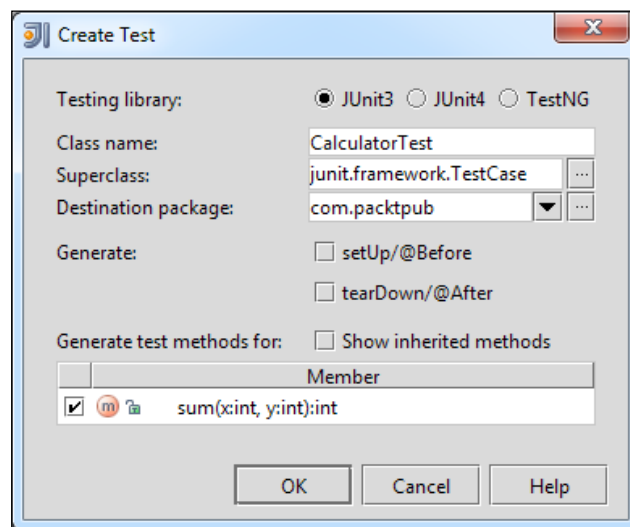 Create Test
Testing library: JUnit3 JUnit4 TestNG
Class name: CalculatorTest
Superclass: junit.framework.TestCase ...
Destination package: com.packtpub ...
Generate: setUp/@Before
tearDown/@After
Generate test methods for: Show inherited methods
Member
m sum(x:int, y:int):int
OK Cancel Help